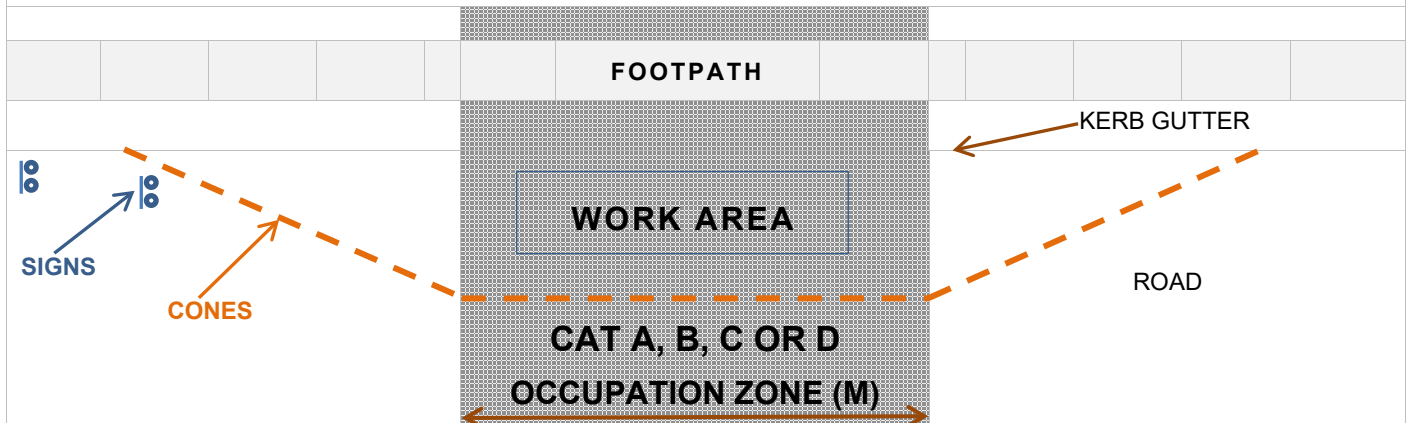 FOOTPATH
KERB GUTTER
WORK AREA
SIGNS
ROAD
CONES
CAT A, B, C OR D
OCCUPATION ZONE (M)